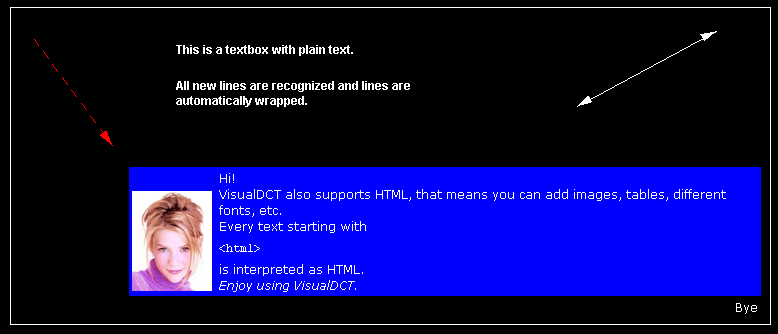 This is a textbox with plain text.
All new lines are recognized and lines are
automatically wrapped.
Hi!
VisualDCT also supports HTML, that means you can add images, tables, different
fonts, etc.
Every text starting with
<html>
is interpreted as HTML.
Enjoy using VisualDCT.
Bye